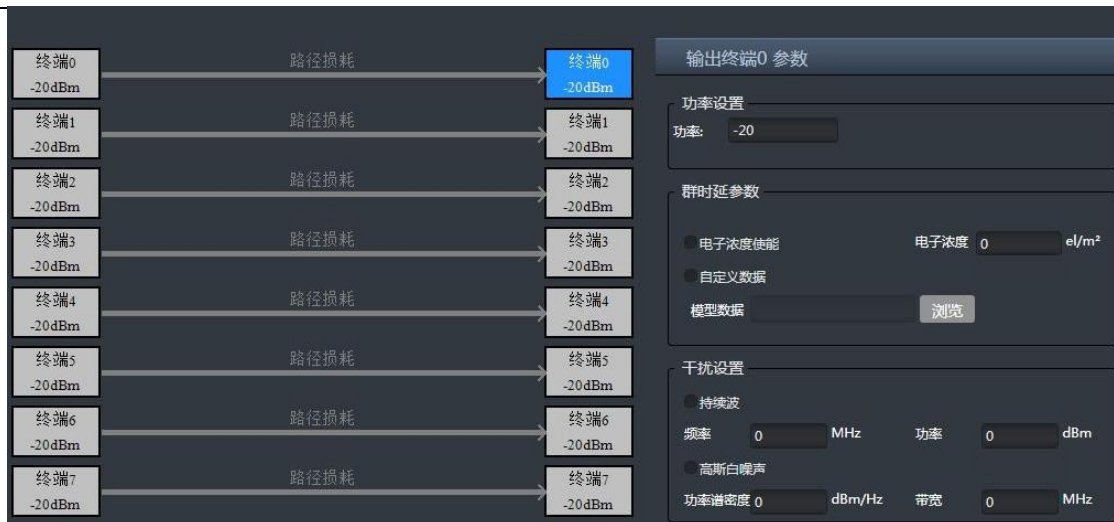 终端0 路径损耗 终端0
-20dBm -20dBm
终端1 路径损耗 终端1
-20dBm -20dBm
终端2 路径损耗 终端2
-20dBm -20dBm
终端3 路径损耗 终端3
-20dBm -20dBm
终端4 路径损耗 终端4
-20dBm -20dBm
终端5 路径损耗 终端5
-20dBm -20dBm
终端6 路径损耗 终端6
-20dBm -20dBm
终端7 路径损耗 终端7
-20dBm -20dBm
输出终端0 参数
功率设置
功率: -20
群时延参数
电子浓度使能 电子浓度 0 el/m²
自定义数据
模型数据 浏览
干扰设置
持续波
频率 0 MHz 功率 0 dBm
高斯白噪声
功率谱密度 0 dBm/Hz 带宽 0 MHz